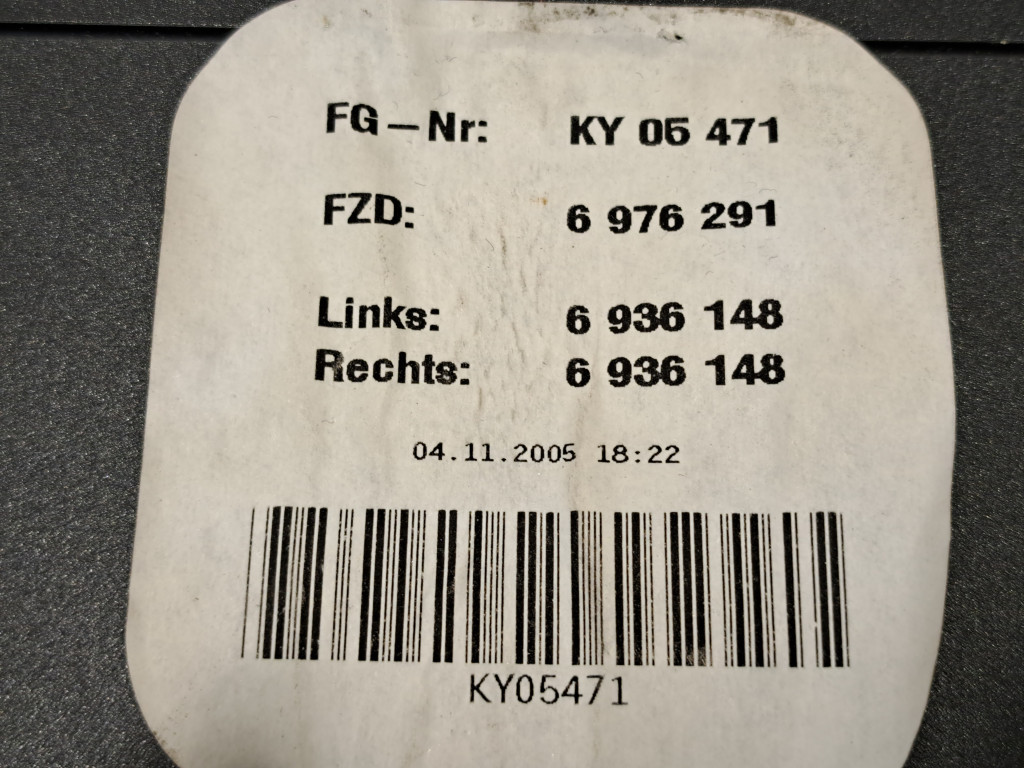 FG-Nr: KY 05 471
FZD: 6 976 291
Links: 6 936 148
Rechts: 6 936 148
04.11.2005 18:22
KY05471